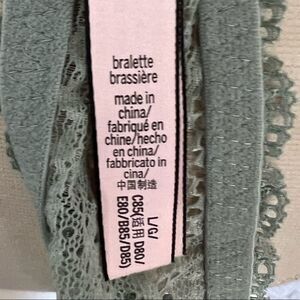 bralette
brassière
made in
china/
fabriqué en
chine/hecho
en china/
fabbricato in
cina/
中国制造
L/G/
C85(适用 D80/
E80/B85/D85)